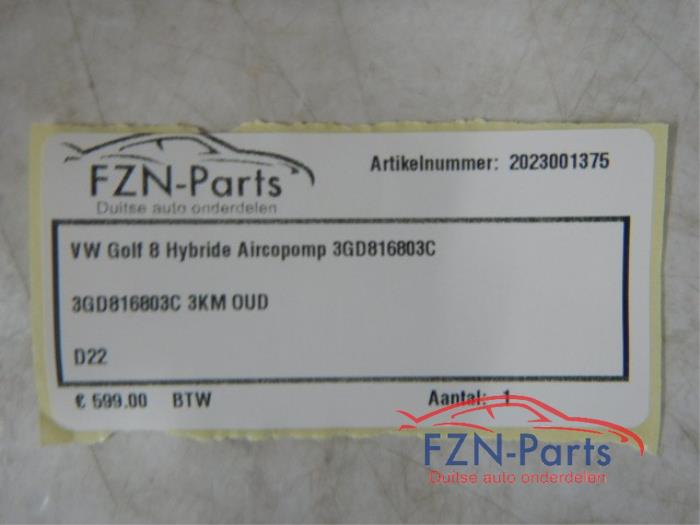 FZN-Parts
Duitse auto onderdelen
Artikelnummer: 2023001375
VW Golf 8 Hybride Aircopomp 3GD816803C
3GD816803C 3KM OUD
D22
€ 599.00 BTW
Aantal: 1
FZN-Parts
Duitse auto onderdelen